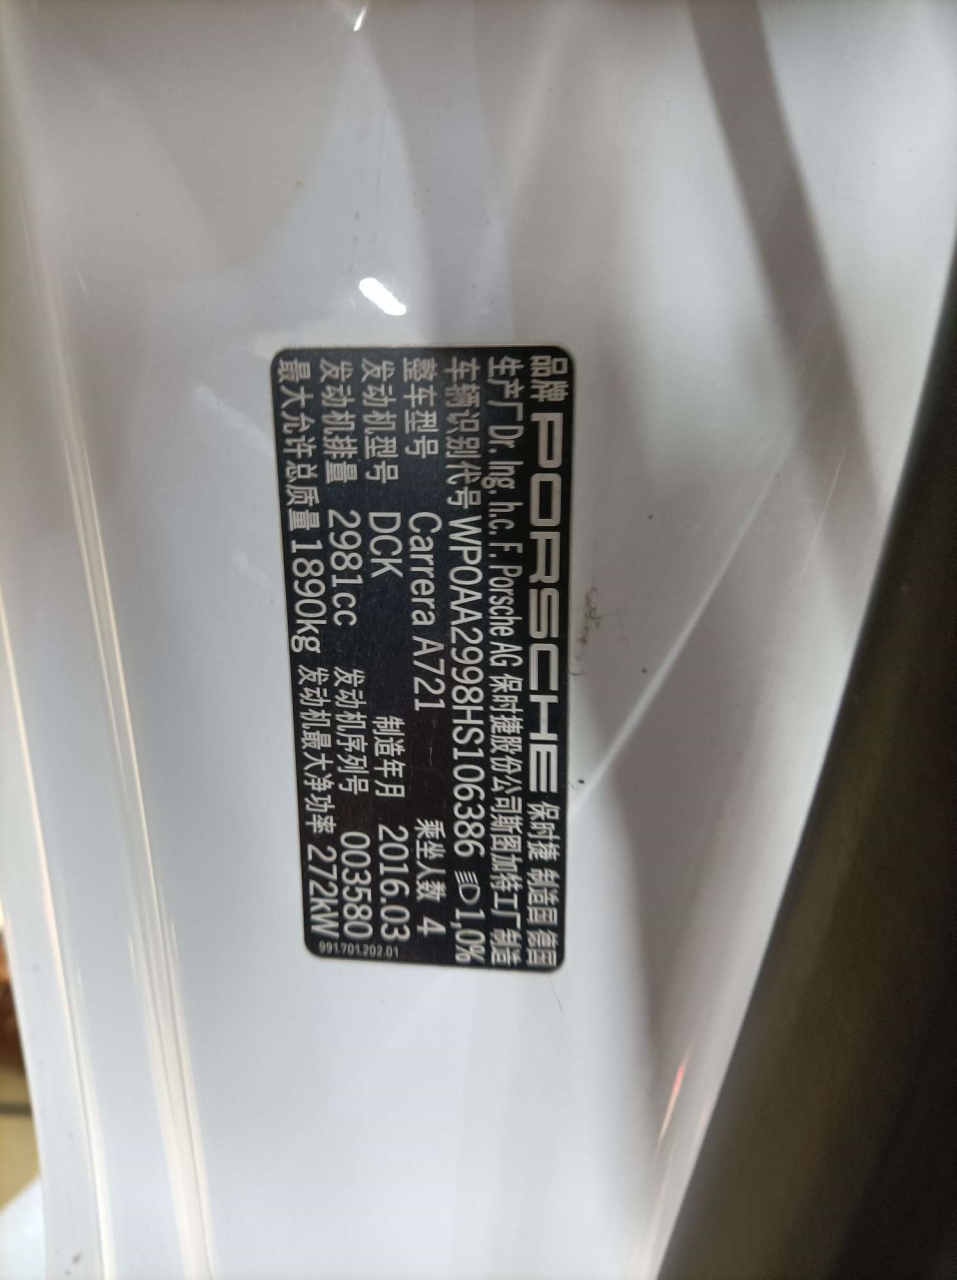 品牌 PORSCHE 保时捷 制造国 德国
生产厂 Dr. Ing. h.c. F. Porsche AG 保时捷股份公司斯图加特工厂制造
车辆识别代号 WP0AA2998HS106386 1,0%
整车型号 Carrera A721 乘坐人数 4
发动机型号 DCK 制造年月 2016.03
发动机排量 2981cc 发动机序列号 003580
最大允许总质量 1890kg 发动机最大净功率 272kW
991.701.202.01